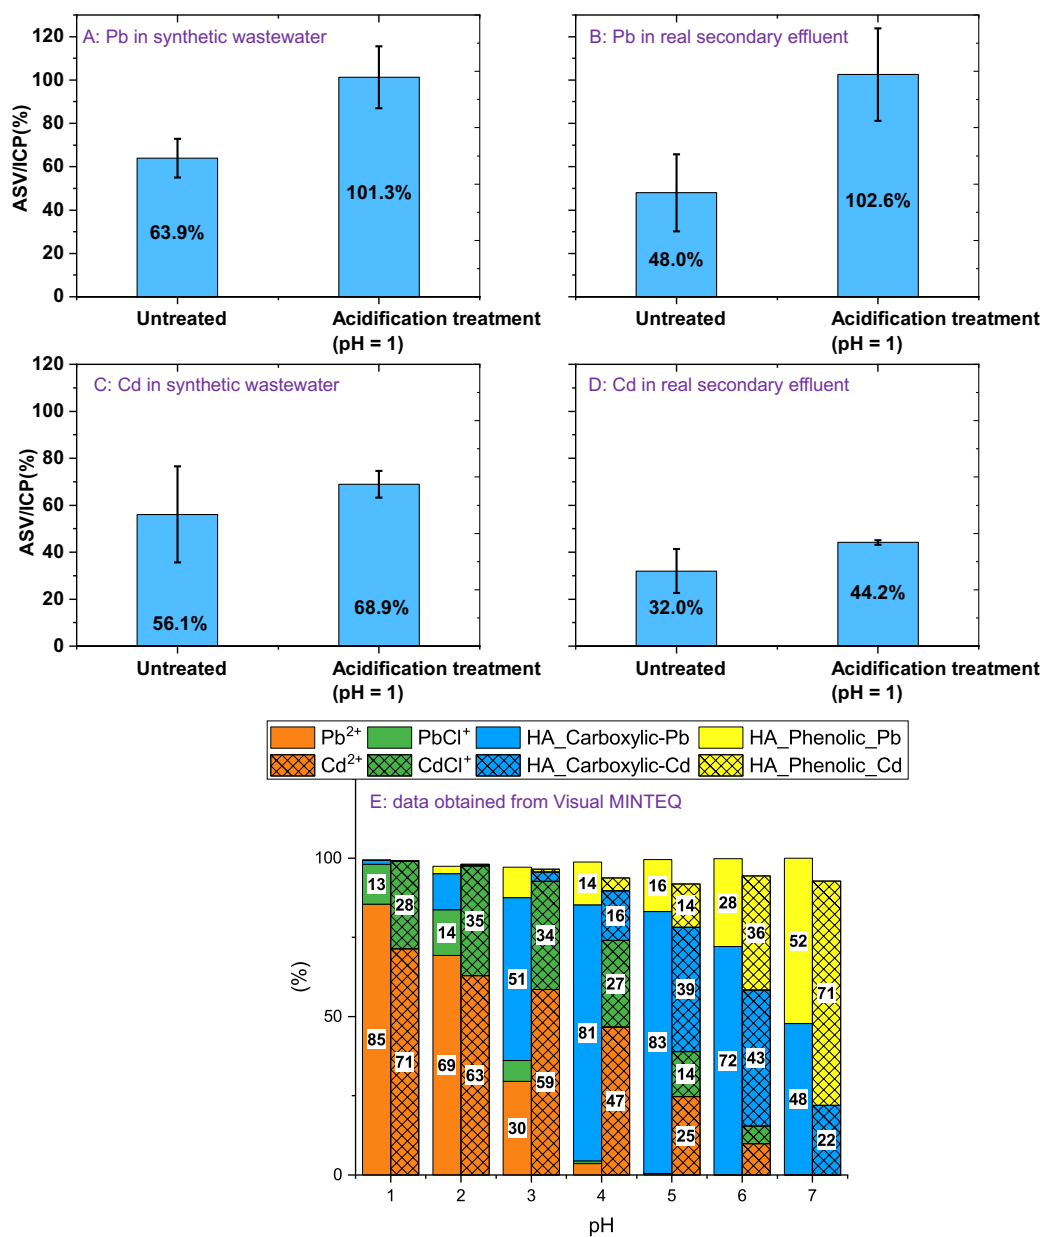 A: Pb in synthetic wastewater
ASV/ICP(%)
120
100
80
60
40
20
0
63.9%
101.3%
Untreated
Acidification treatment
(pH = 1)
B: Pb in real secondary effluent
48.0%
102.6%
Untreated
Acidification treatment
(pH = 1)
C: Cd in synthetic wastewater
ASV/ICP(%)
120
100
80
60
40
20
0
56.1%
68.9%
Untreated
Acidification treatment
(pH = 1)
D: Cd in real secondary effluent
32.0%
44.2%
Untreated
Acidification treatment
(pH = 1)
Pb²⁺ PbCl⁺ HA_Carboxylic-Pb HA_Phenolic_Pb
Cd²⁺ CdCl⁺ HA_Carboxylic-Cd HA_Phenolic_Cd
E: data obtained from Visual MINTEQ
(%)
100
50
0
13
85
28
71
14
69
35
63
51
30
34
59
14
81
16
27
47
16
83
14
39
14
25
28
72
36
43
52
48
71
22
1 2 3 4 5 6 7
pH